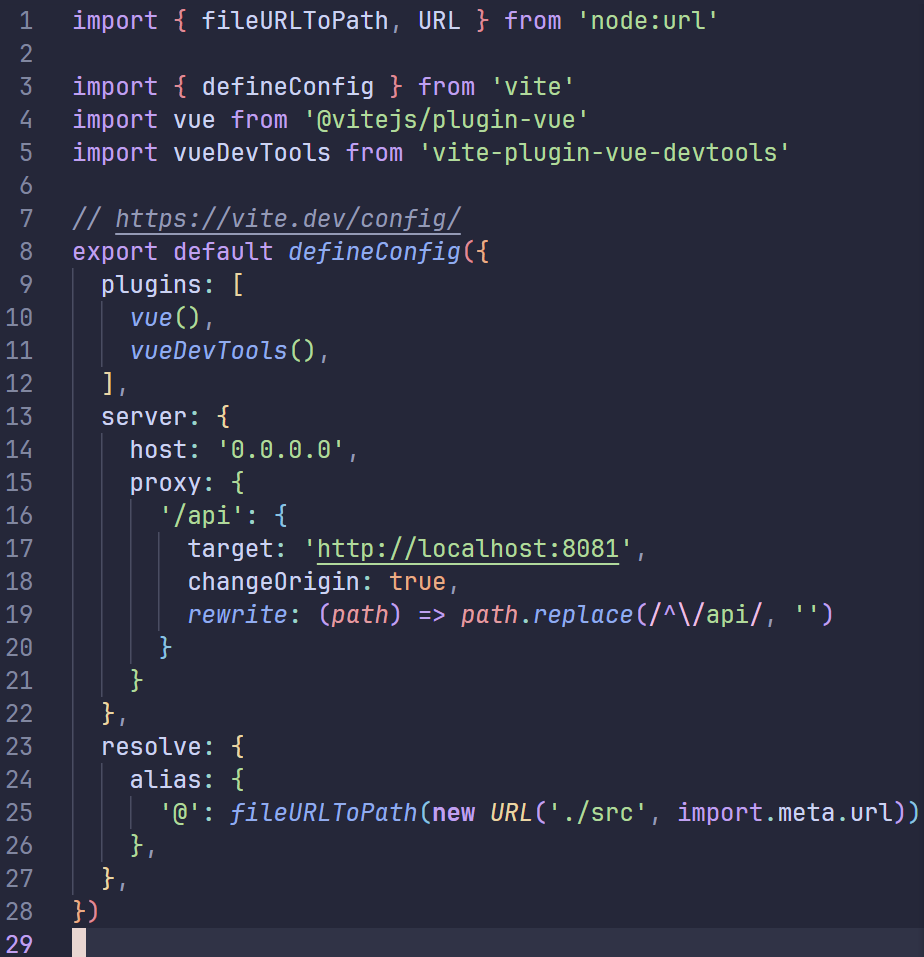 1 import { fileURLToPath, URL } from 'node:url'
2
3 import { defineConfig } from 'vite'
4 import vue from '@vitejs/plugin-vue'
5 import vueDevTools from 'vite-plugin-vue-devtools'
6
7 // https://vite.dev/config/
8 export default defineConfig({
9   plugins: [
10     vue(),
11     vueDevTools(),
12   ],
13   server: {
14     host: '0.0.0.0',
15     proxy: {
16       '/api': {
17         target: 'http://localhost:8081',
18         changeOrigin: true,
19         rewrite: (path) => path.replace(/^\/api/, '')
20       }
21     }
22   },
23   resolve: {
24     alias: {
25       '@': fileURLToPath(new URL('./src', import.meta.url))
26     },
27   },
28 })
29